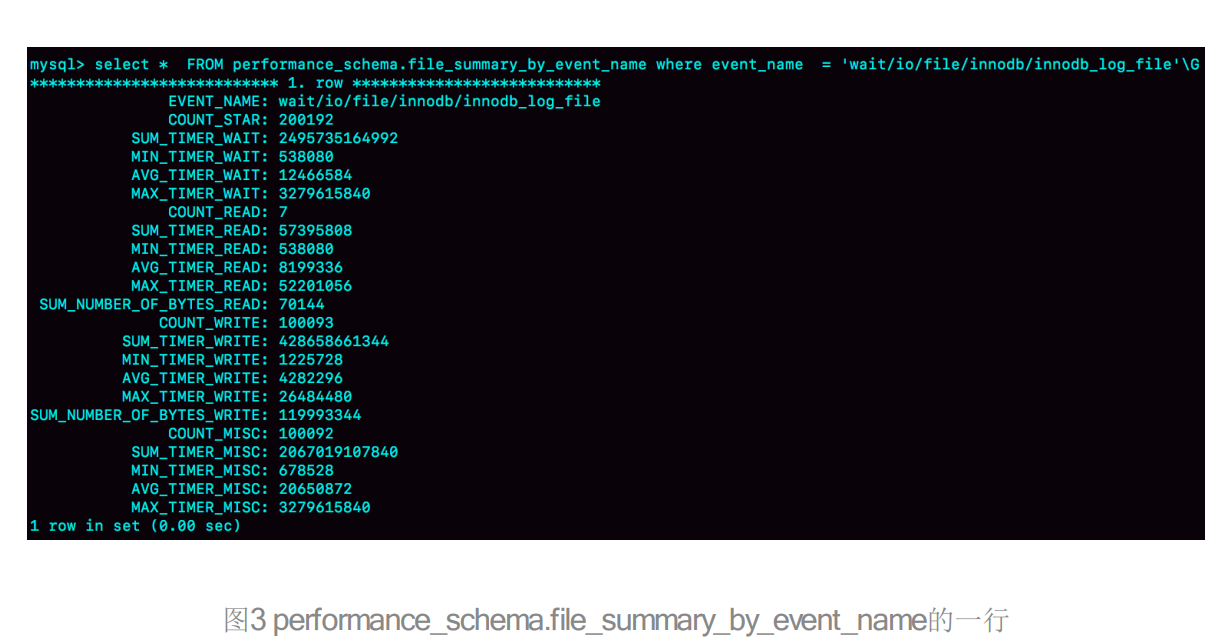 mysql> select *  FROM performance_schema.file_summary_by_event_name where event_name  = 'wait/io/file/innodb/innodb_log_file'\G
*************************** 1. row ***************************
EVENT_NAME: wait/io/file/innodb/innodb_log_file
COUNT_STAR: 200192
SUM_TIMER_WAIT: 2495735164992
MIN_TIMER_WAIT: 538080
AVG_TIMER_WAIT: 12466584
MAX_TIMER_WAIT: 3279615840
COUNT_READ: 7
SUM_TIMER_READ: 57395808
MIN_TIMER_READ: 538080
AVG_TIMER_READ: 8199336
MAX_TIMER_READ: 52201056
SUM_NUMBER_OF_BYTES_READ: 70144
COUNT_WRITE: 100093
SUM_TIMER_WRITE: 428658661344
MIN_TIMER_WRITE: 1225728
AVG_TIMER_WRITE: 4282296
MAX_TIMER_WRITE: 26484480
SUM_NUMBER_OF_BYTES_WRITE: 119993344
COUNT_MISC: 100092
SUM_TIMER_MISC: 2067019107840
MIN_TIMER_MISC: 678528
AVG_TIMER_MISC: 20650872
MAX_TIMER_MISC: 3279615840
1 row in set (0.00 sec)
图3 performance_schema.file_summary_by_event_name的一行